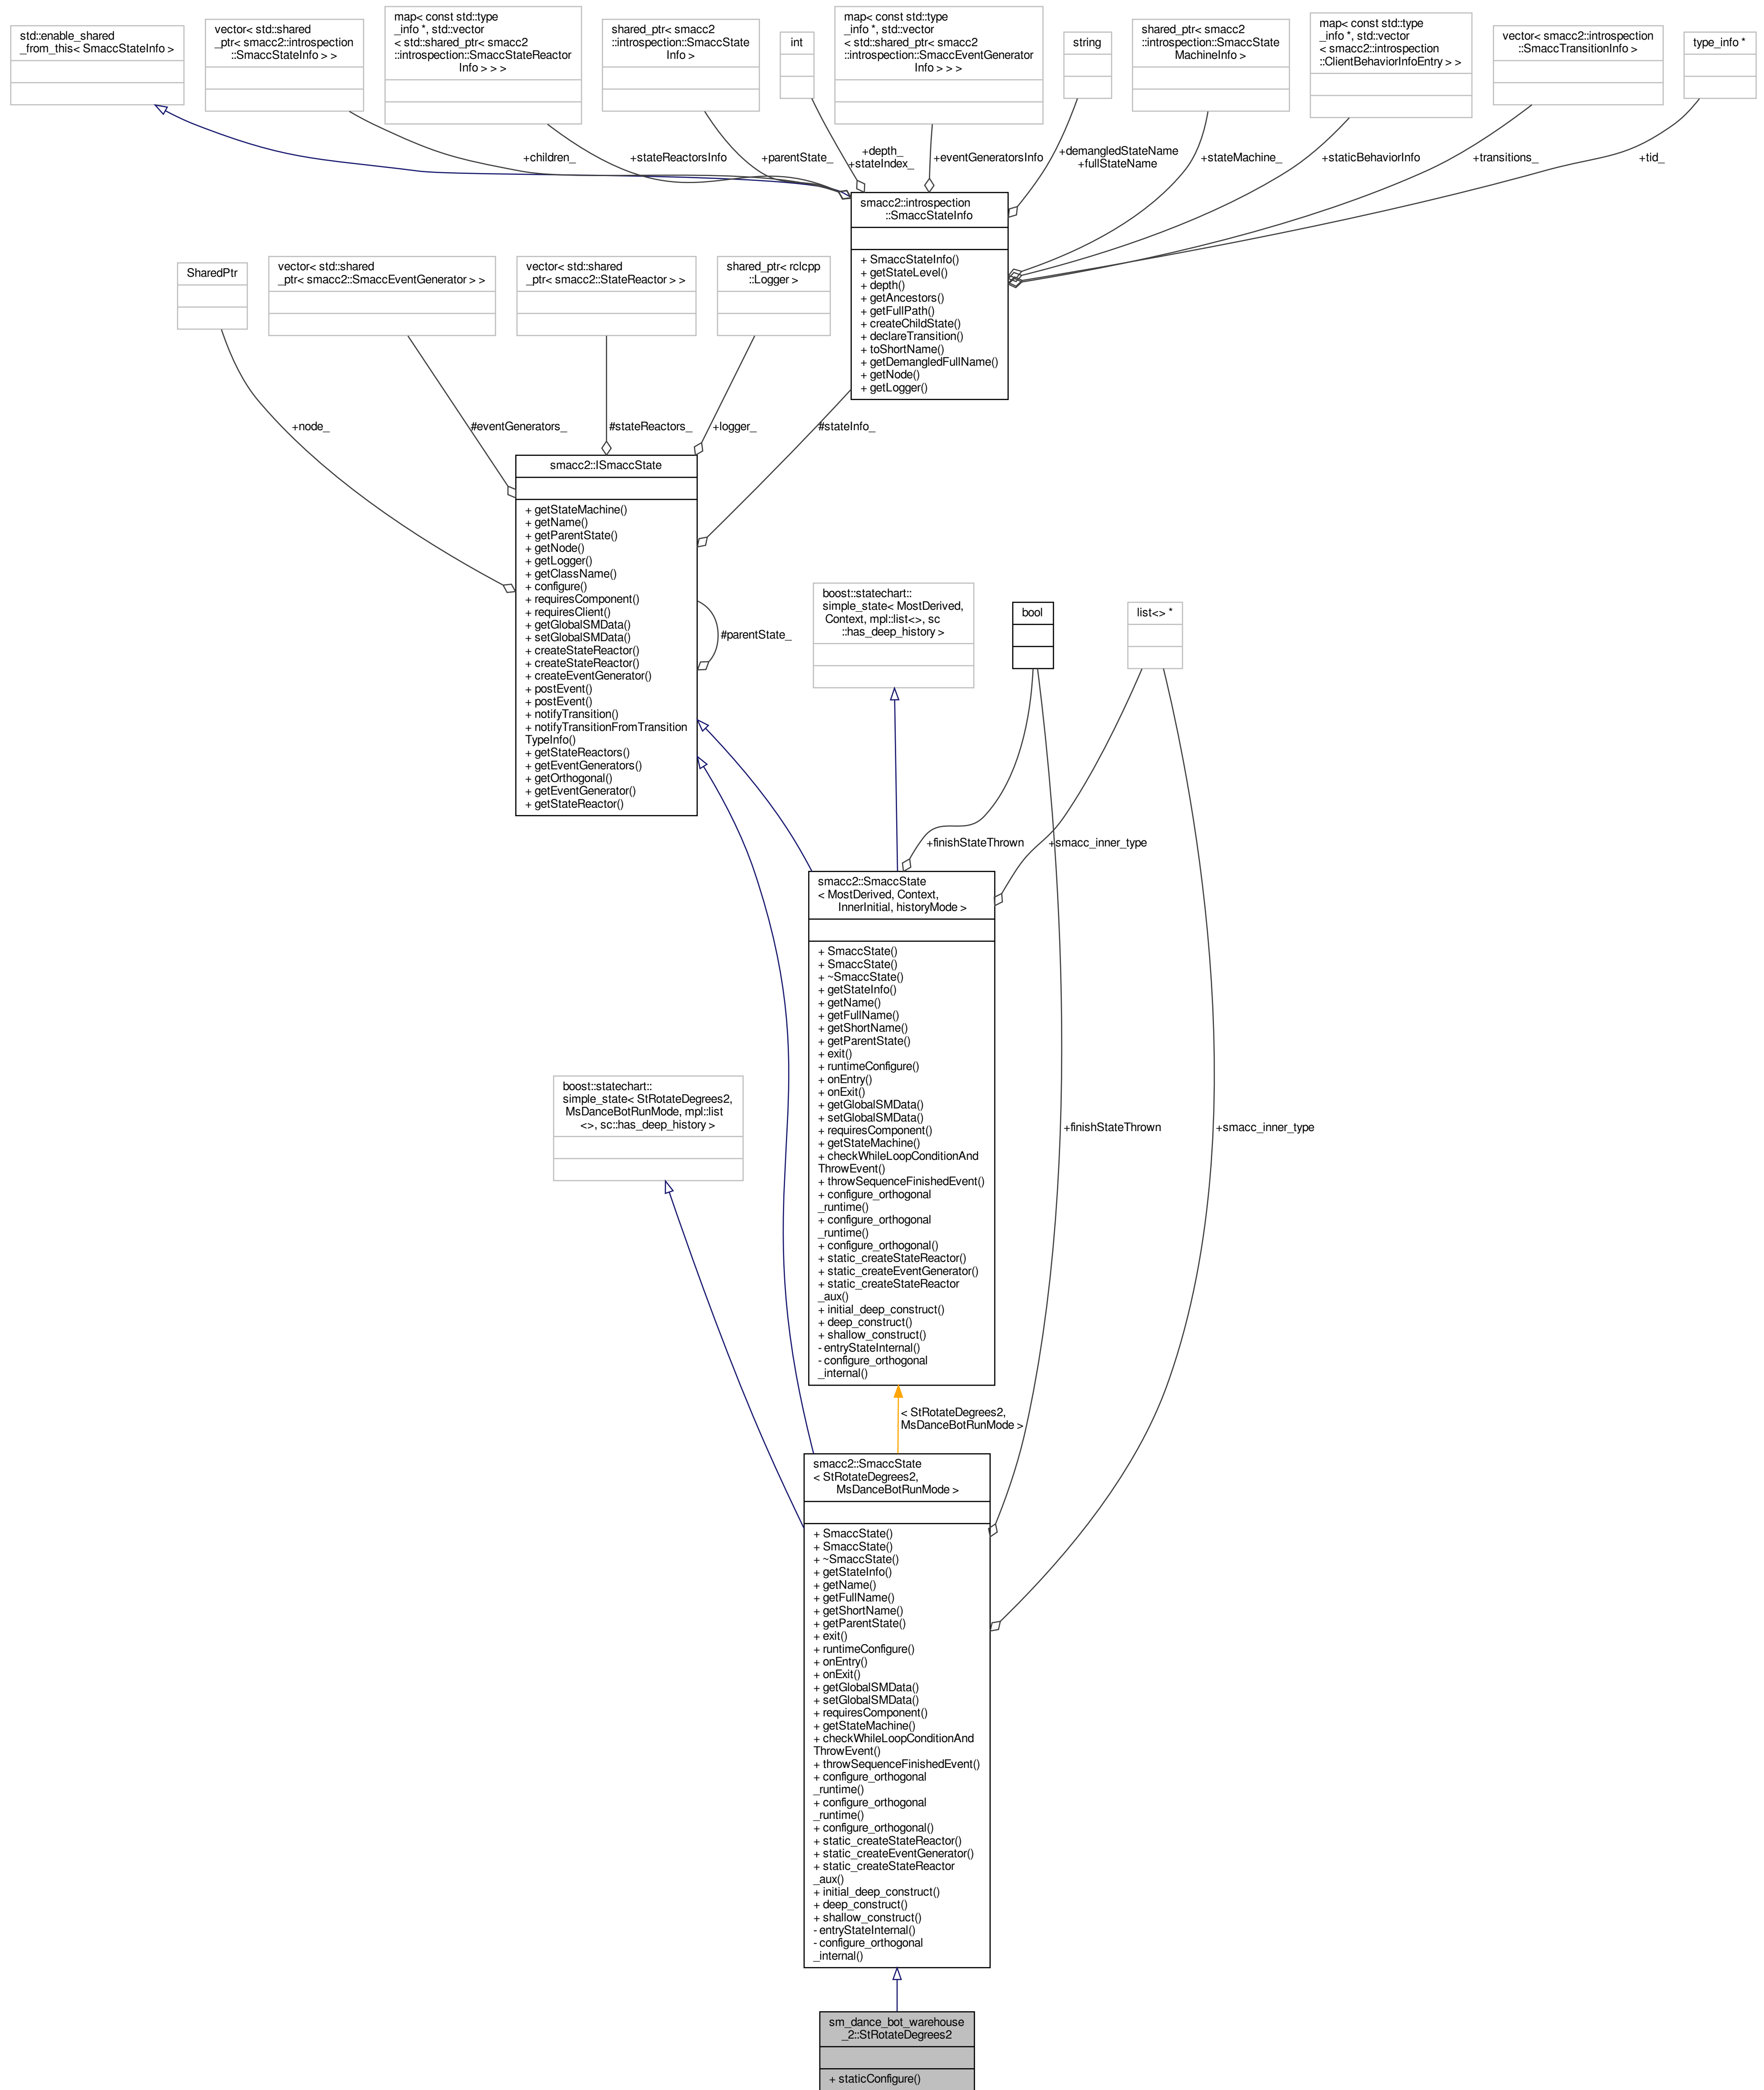 std::enable_shared
_from_this< SmaccStateInfo >
vector< std::shared
_ptr< smacc2::introspection
::SmaccStateInfo > >
map< const std::type
_info *, std::vector
< std::shared_ptr< smacc2
::introspection::SmaccStateReactor
Info > > >
shared_ptr< smacc2
::introspection::SmaccState
Info >
int
map< const std::type
_info *, std::vector
< std::shared_ptr< smacc2
::introspection::SmaccEventGenerator
Info > > >
string
shared_ptr< smacc2
::introspection::SmaccState
MachineInfo >
map< const std::type
_info *, std::vector
< smacc2::introspection
::ClientBehaviorInfoEntry > >
vector< smacc2::introspection
::SmaccTransitionInfo >
type_info *
+children_
+stateReactorsInfo
+parentState_
+depth_
+stateIndex_
+eventGeneratorsInfo
+demangledStateName
+fullStateName
+stateMachine_
+staticBehaviorInfo
+transitions_
+tid_
smacc2::introspection
::SmaccStateInfo
+ SmaccStateInfo()
+ getStateLevel()
+ depth()
+ getAncestors()
+ getFullPath()
+ createChildState()
+ declareTransition()
+ toShortName()
+ getDemangledFullName()
+ getNode()
+ getLogger()
SharedPtr
vector< std::shared
_ptr< smacc2::SmaccEventGenerator > >
vector< std::shared
_ptr< smacc2::StateReactor > >
shared_ptr< rclcpp
::Logger >
+node_
#eventGenerators_
#stateReactors_
+logger_
#stateInfo_
smacc2::ISmaccState
+ getStateMachine()
+ getName()
+ getParentState()
+ getNode()
+ getLogger()
+ getClassName()
+ configure()
+ requiresComponent()
+ requiresClient()
+ getGlobalSMData()
+ setGlobalSMData()
+ createStateReactor()
+ createStateReactor()
+ createEventGenerator()
+ postEvent()
+ postEvent()
+ notifyTransition()
+ notifyTransitionFromTransition
TypeInfo()
+ getStateReactors()
+ getEventGenerators()
+ getOrthogonal()
+ getEventGenerator()
+ getStateReactor()
#parentState_
boost::statechart::
simple_state< MostDerived,
Context, mpl::list<>, sc
::has_deep_history >
bool
list<> *
+finishStateThrown
+smacc_inner_type
smacc2::SmaccState
< MostDerived, Context,
InnerInitial, historyMode >
+ SmaccState()
+ SmaccState()
+ ~SmaccState()
+ getStateInfo()
+ getName()
+ getFullName()
+ getShortName()
+ getParentState()
+ exit()
+ runtimeConfigure()
+ onEntry()
+ onExit()
+ getGlobalSMData()
+ setGlobalSMData()
+ requiresComponent()
+ getStateMachine()
+ checkWhileLoopConditionAnd
ThrowEvent()
+ throwSequenceFinishedEvent()
+ configure_orthogonal
_runtime()
+ configure_orthogonal
_runtime()
+ configure_orthogonal()
+ static_createStateReactor()
+ static_createEventGenerator()
+ static_createStateReactor
_aux()
+ initial_deep_construct()
+ deep_construct()
+ shallow_construct()
- entryStateInternal()
- configure_orthogonal
_internal()
boost::statechart::
simple_state< StRotateDegrees2,
MsDanceBotRunMode, mpl::list
<>, sc::has_deep_history >
+finishStateThrown
+smacc_inner_type
< StRotateDegrees2,
MsDanceBotRunMode >
smacc2::SmaccState
< StRotateDegrees2,
MsDanceBotRunMode >
+ SmaccState()
+ SmaccState()
+ ~SmaccState()
+ getStateInfo()
+ getName()
+ getFullName()
+ getShortName()
+ getParentState()
+ exit()
+ runtimeConfigure()
+ onEntry()
+ onExit()
+ getGlobalSMData()
+ setGlobalSMData()
+ requiresComponent()
+ getStateMachine()
+ checkWhileLoopConditionAnd
ThrowEvent()
+ throwSequenceFinishedEvent()
+ configure_orthogonal
_runtime()
+ configure_orthogonal
_runtime()
+ configure_orthogonal()
+ static_createStateReactor()
+ static_createEventGenerator()
+ static_createStateReactor
_aux()
+ initial_deep_construct()
+ deep_construct()
+ shallow_construct()
- entryStateInternal()
- configure_orthogonal
_internal()
sm_dance_bot_warehouse
_2::StRotateDegrees2
+ staticConfigure()